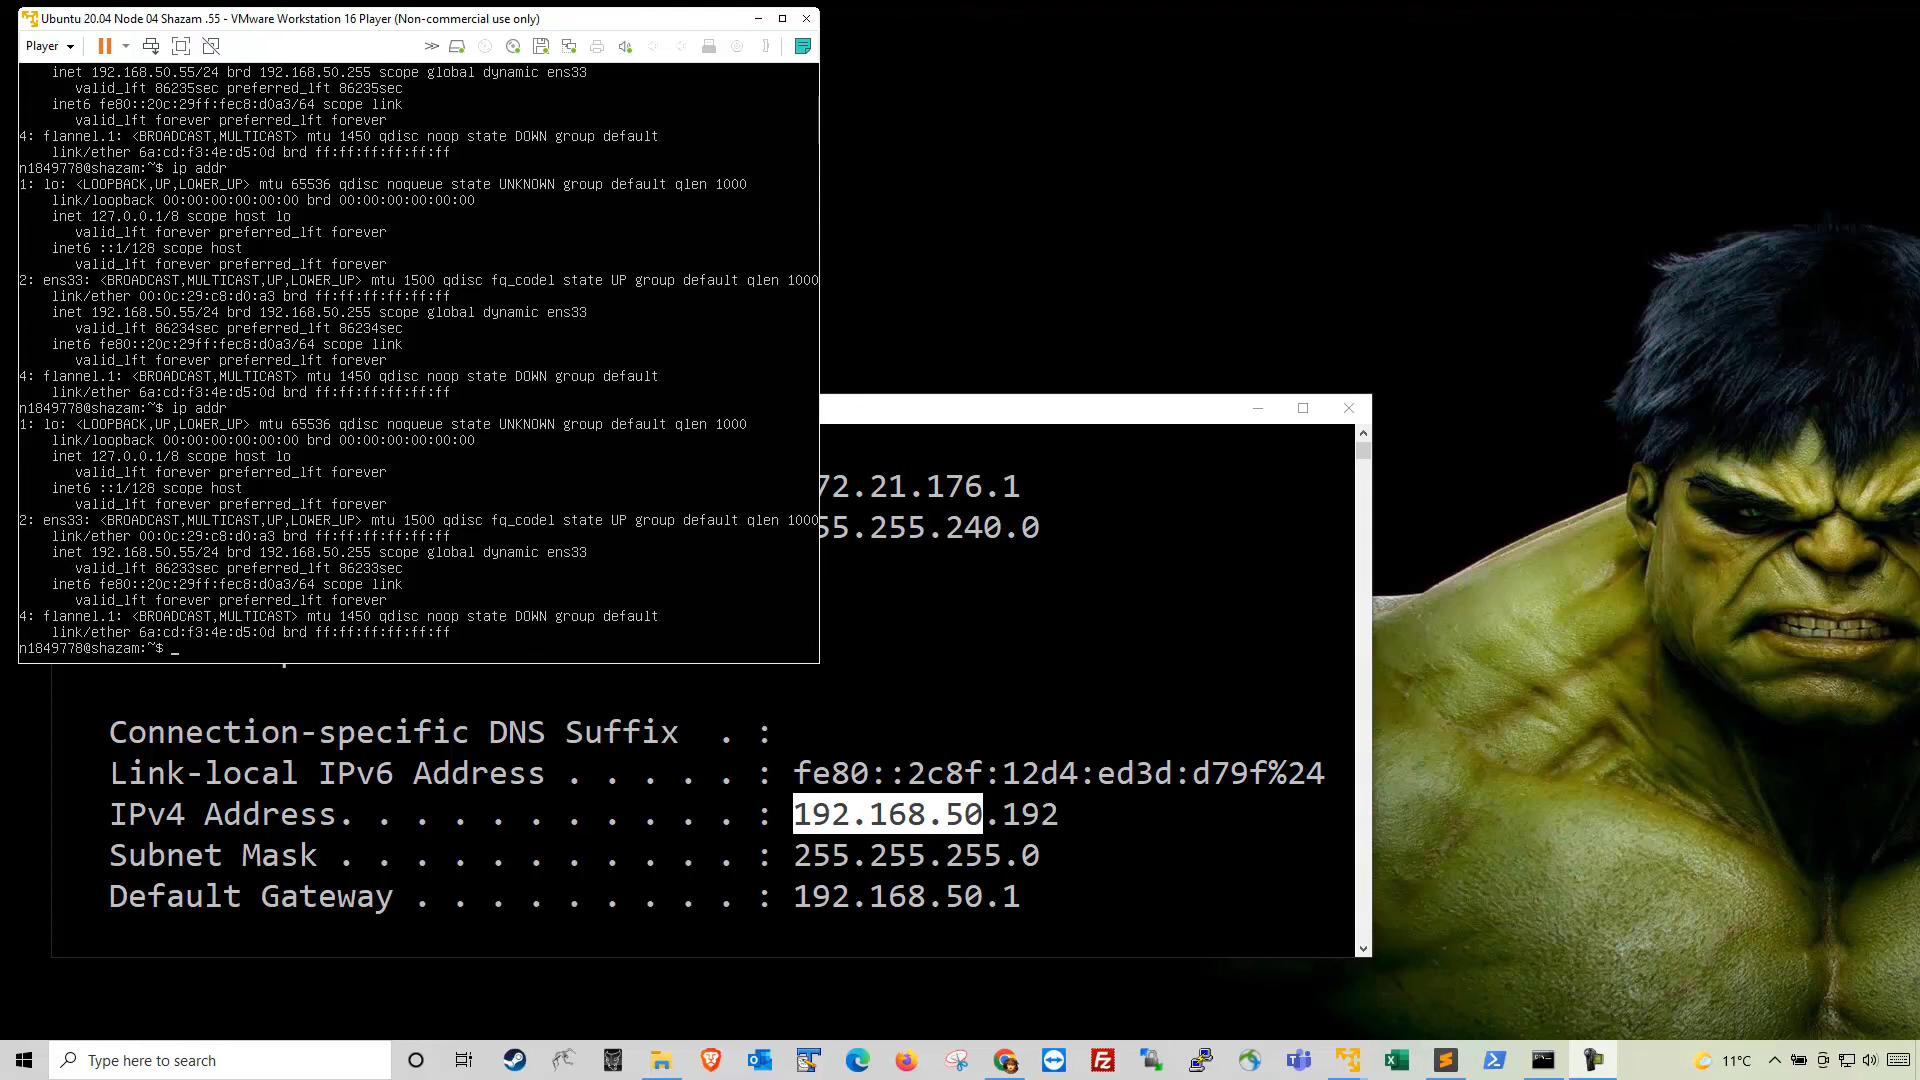 Ubuntu 20.04 Node 04 Shazam .55 - VMware Workstation 16 Player (Non-commercial use only)
Player
inet 192.168.50.55/24 brd 192.168.50.255 scope global dynamic ens33
valid_lft 86235sec preferred_lft 86235sec
inet6 fe80::20c:29ff:fec8:d0a3/64 scope link
valid_lft forever preferred_lft forever
4: flannel.1: <BROADCAST,MULTICAST> mtu 1450 qdisc noop state DOWN group default
link/ether 6a:cd:f3:4e:d5:0d brd ff:ff:ff:ff:ff:ff
n1849778@shazam:~$ ip addr
1: lo: <LOOPBACK,UP,LOWER_UP> mtu 65536 qdisc noqueue state UNKNOWN group default qlen 1000
link/loopback 00:00:00:00:00:00 brd 00:00:00:00:00:00
inet 127.0.0.1/8 scope host lo
valid_lft forever preferred_lft forever
inet6 ::1/128 scope host
valid_lft forever preferred_lft forever
2: ens33: <BROADCAST,MULTICAST,UP,LOWER_UP> mtu 1500 qdisc fq_codel state UP group default qlen 1000
link/ether 00:0c:29:c8:d0:a3 brd ff:ff:ff:ff:ff:ff
inet 192.168.50.55/24 brd 192.168.50.255 scope global dynamic ens33
valid_lft 86234sec preferred_lft 86234sec
inet6 fe80::20c:29ff:fec8:d0a3/64 scope link
valid_lft forever preferred_lft forever
4: flannel.1: <BROADCAST,MULTICAST> mtu 1450 qdisc noop state DOWN group default
link/ether 6a:cd:f3:4e:d5:0d brd ff:ff:ff:ff:ff:ff
n1849778@shazam:~$ ip addr
1: lo: <LOOPBACK,UP,LOWER_UP> mtu 65536 qdisc noqueue state UNKNOWN group default qlen 1000
link/loopback 00:00:00:00:00:00 brd 00:00:00:00:00:00
inet 127.0.0.1/8 scope host lo
valid_lft forever preferred_lft forever
inet6 ::1/128 scope host
valid_lft forever preferred_lft forever
2: ens33: <BROADCAST,MULTICAST,UP,LOWER_UP> mtu 1500 qdisc fq_codel state UP group default qlen 1000
link/ether 00:0c:29:c8:d0:a3 brd ff:ff:ff:ff:ff:ff
inet 192.168.50.55/24 brd 192.168.50.255 scope global dynamic ens33
valid_lft 86233sec preferred_lft 86233sec
inet6 fe80::20c:29ff:fec8:d0a3/64 scope link
valid_lft forever preferred_lft forever
4: flannel.1: <BROADCAST,MULTICAST> mtu 1450 qdisc noop state DOWN group default
link/ether 6a:cd:f3:4e:d5:0d brd ff:ff:ff:ff:ff:ff
n1849778@shazam:~$ _
72.21.176.1
55.255.240.0
Connection-specific DNS Suffix . :
Link-local IPv6 Address . . . . . : fe80::2c8f:12d4:ed3d:d79f%24
IPv4 Address. . . . . . . . . . . : 192.168.50.192
Subnet Mask . . . . . . . . . . . : 255.255.255.0
Default Gateway . . . . . . . . . : 192.168.50.1
Type here to search
11°C